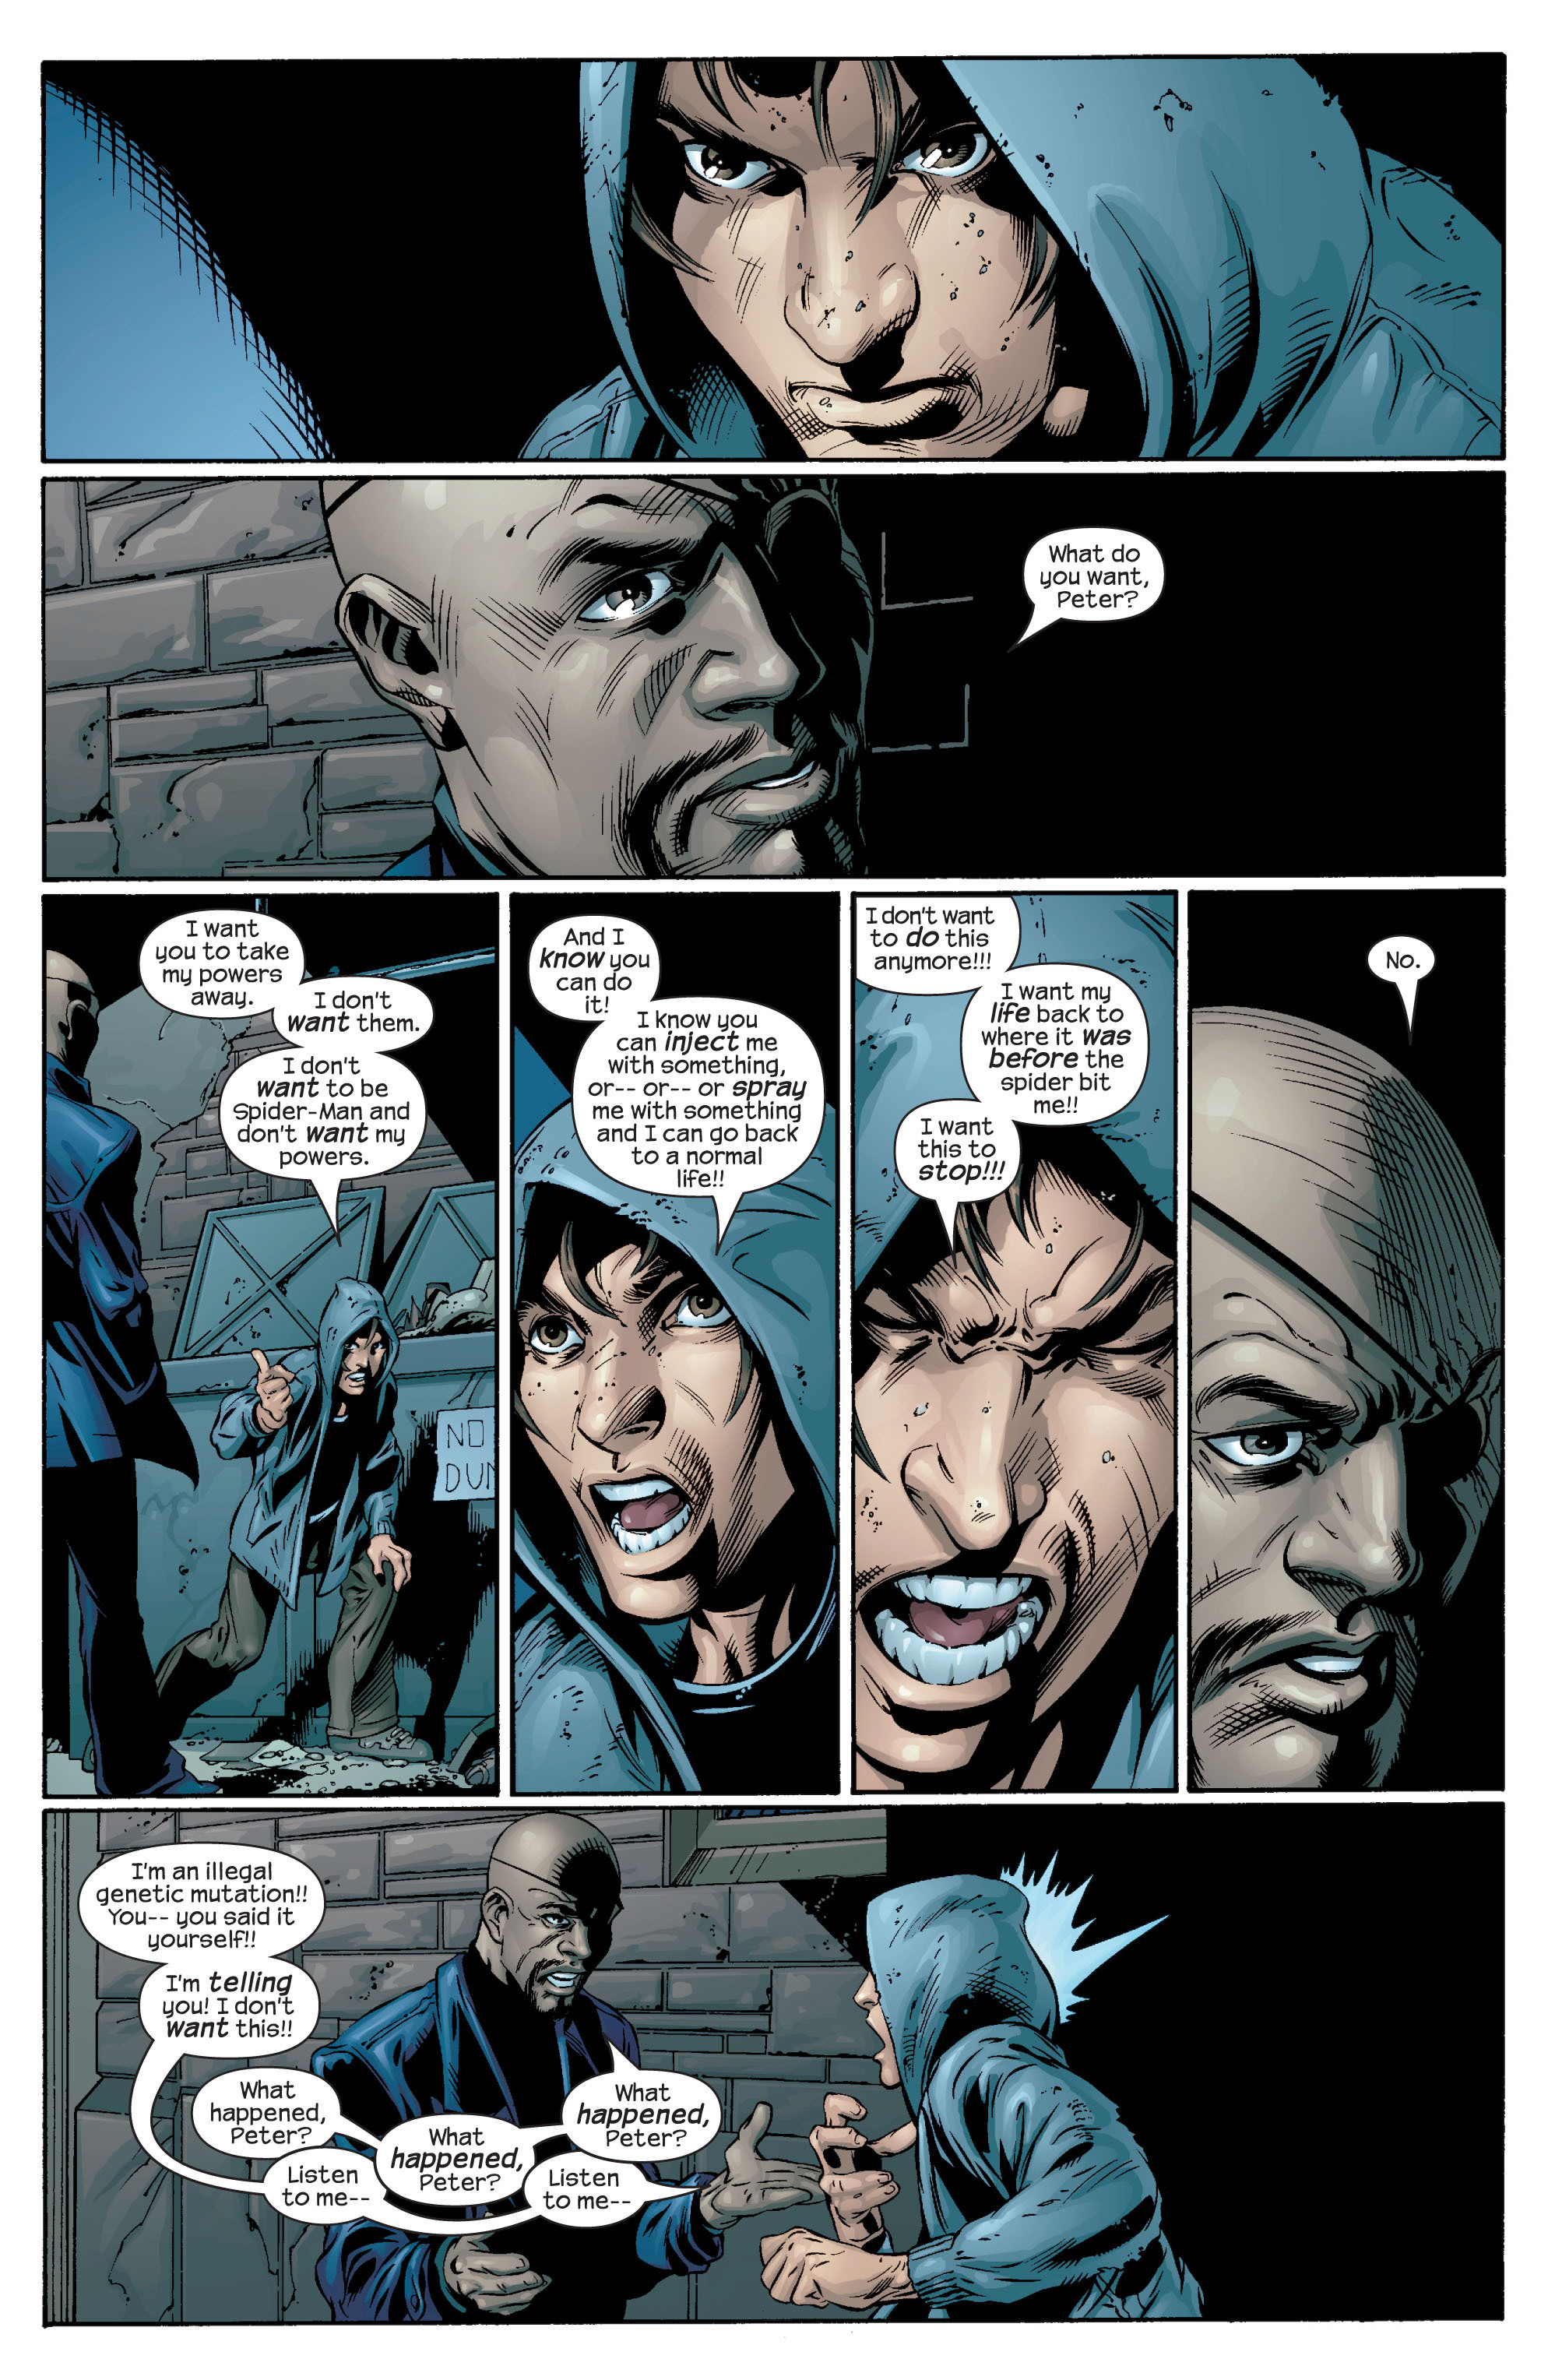 What do
you want,
Peter?
I want
you to take
my powers
away.
I don't
want them.
I don't
want to be
Spider-Man and
don't want my
powers.
NO
DUM
And I
know you
can do
it!
I know you
can inject me
with something,
or-- or-- or spray
me with something
and I can go back
to a normal
life!!
I don't want
to do this
anymore!!!
I want my
life back to
where it was
before the
spider bit
me!!
I want
this to
stop!!!
No.
I'm an illegal
genetic mutation!!
You-- you said it
yourself!!
I'm telling
you! I don't
want this!!
What
happened,
Peter?
Listen
to me--
What
happened,
Peter?
Listen
to me--
What
happened,
Peter?